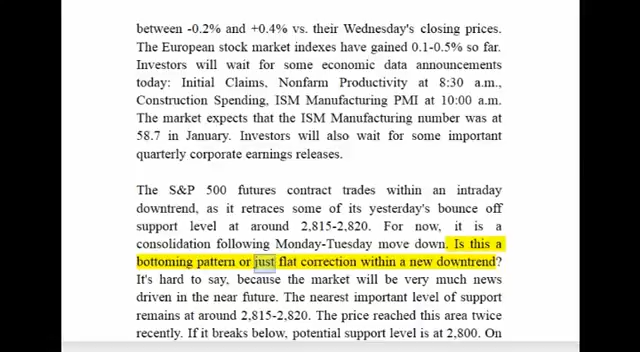 between -0.2% and +0.4% vs. their Wednesday's closing prices.
The European stock market indexes have gained 0.1-0.5% so far.
Investors will wait for some economic data announcements
today: Initial Claims, Nonfarm Productivity at 8:30 a.m.,
Construction Spending, ISM Manufacturing PMI at 10:00 a.m.
The market expects that the ISM Manufacturing number was at
58.7 in January. Investors will also wait for some important
quarterly corporate earnings releases.
The S&P 500 futures contract trades within an intraday
downtrend, as it retraces some of its yesterday's bounce off
support level at around 2,815-2,820. For now, it is a
consolidation following Monday-Tuesday move down. Is this a
bottoming pattern or just flat correction within a new downtrend?
It's hard to say, because the market will be very much news
driven in the near future. The nearest important level of support
remains at around 2,815-2,820. The price reached this area twice
recently. If it breaks below, potential support level is at 2,800. On